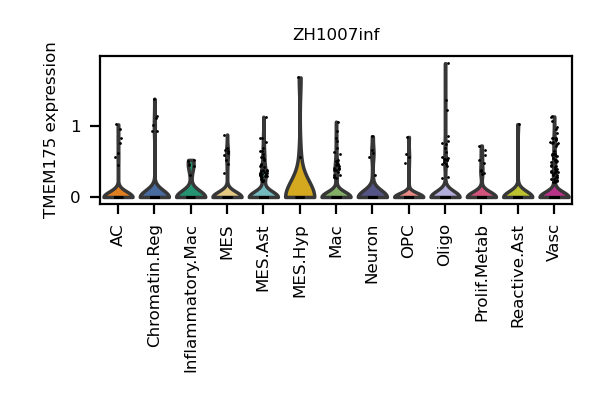 ZH1007inf
TMEM175 expression
1
0
AC
Chromatin.Reg
Inflammatory.Mac
MES
MES.Ast
MES.Hyp
Mac
Neuron
OPC
Oligo
Prolif.Metab
Reactive.Ast
Vasc